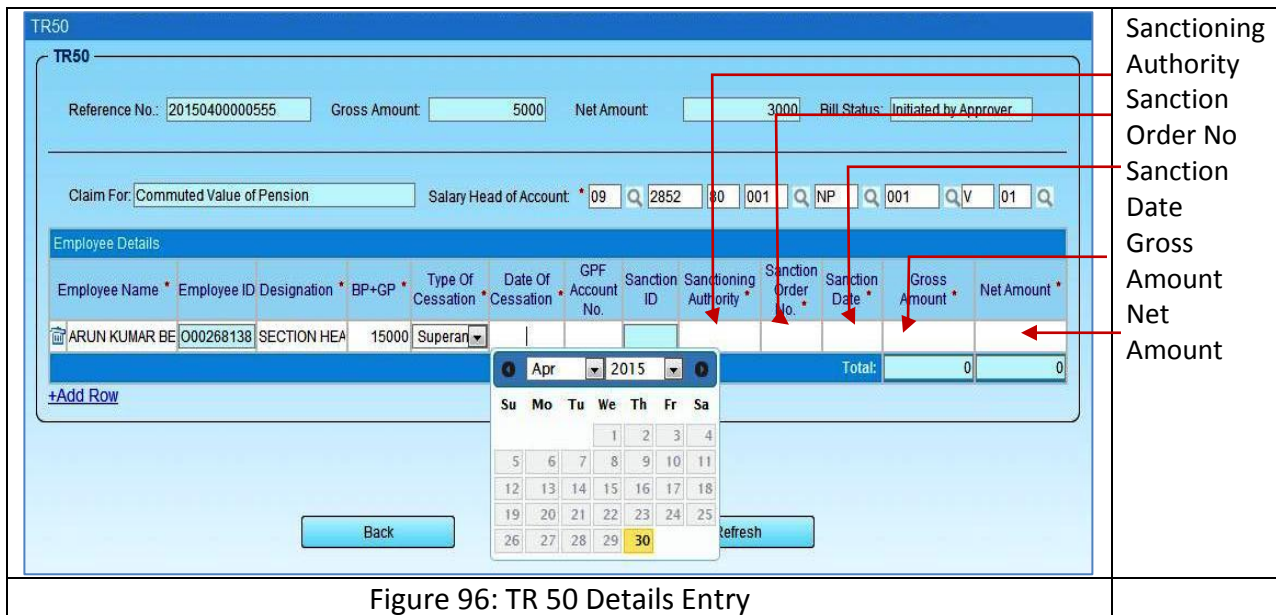 TR50
TR50
Reference No.: 20150400000555 Gross Amount: 5000 Net Amount: 3000 Bill Status: Initiated by Approver
Claim For: Commuted Value of Pension Salary Head of Account: * 09 2852 80 001 NP 001 V 01
Employee Details
Employee Name * Employee ID Designation * BP+GP * Type Of Cessation * Date Of Cessation * GPF Account No. Sanction ID Sanctioning Authority * Sanction Order No. * Sanction Date * Gross Amount * Net Amount *
ARUN KUMAR BE O00268138 SECTION HEA 15000 Superan
Total: 0 0
+Add Row
Apr 2015
Su Mo Tu We Th Fr Sa
1 2 3 4
5 6 7 8 9 10 11
12 13 14 15 16 17 18
19 20 21 22 23 24 25
26 27 28 29 30
Back Refresh
Sanctioning
Authority
Sanction
Order No
Sanction
Date
Gross
Amount
Net
Amount
Figure 96: TR 50 Details Entry